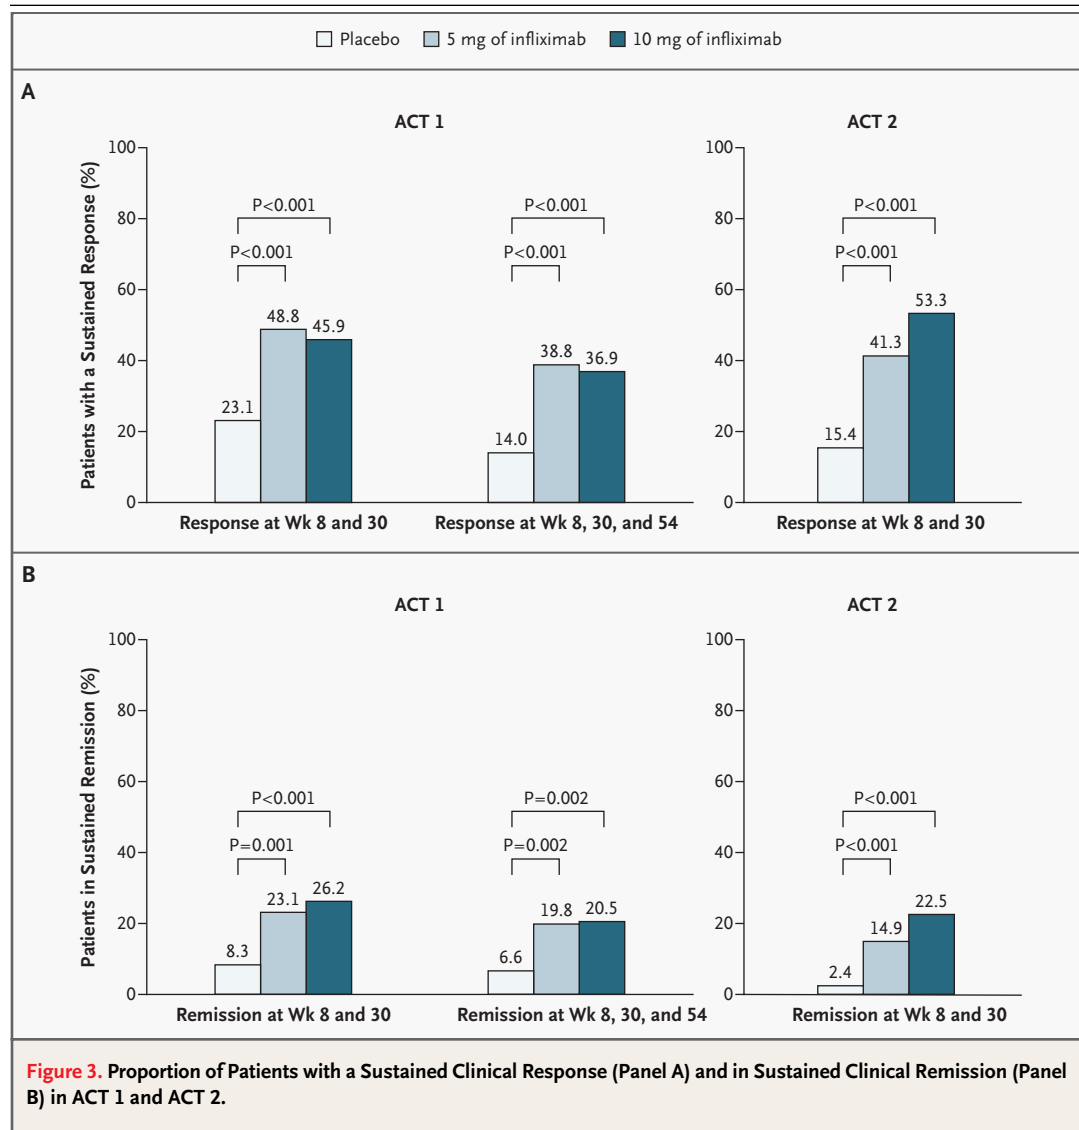 Placebo 5 mg of infliximab 10 mg of infliximab
A
ACT 1
Patients with a Sustained Response (%)
100
80
60
40
20
0
P<0.001
P<0.001
23.1
48.8
45.9
Response at Wk 8 and 30
P<0.001
P<0.001
14.0
38.8
36.9
Response at Wk 8, 30, and 54
ACT 2
100
80
60
40
20
0
P<0.001
P<0.001
15.4
41.3
53.3
Response at Wk 8 and 30
B
ACT 1
Patients in Sustained Remission (%)
100
80
60
40
20
0
P<0.001
P=0.001
8.3
23.1
26.2
Remission at Wk 8 and 30
P=0.002
P=0.002
6.6
19.8
20.5
Remission at Wk 8, 30, and 54
ACT 2
100
80
60
40
20
0
P<0.001
P<0.001
2.4
14.9
22.5
Remission at Wk 8 and 30
Figure 3. Proportion of Patients with a Sustained Clinical Response (Panel A) and in Sustained Clinical Remission (Panel
B) in ACT 1 and ACT 2.